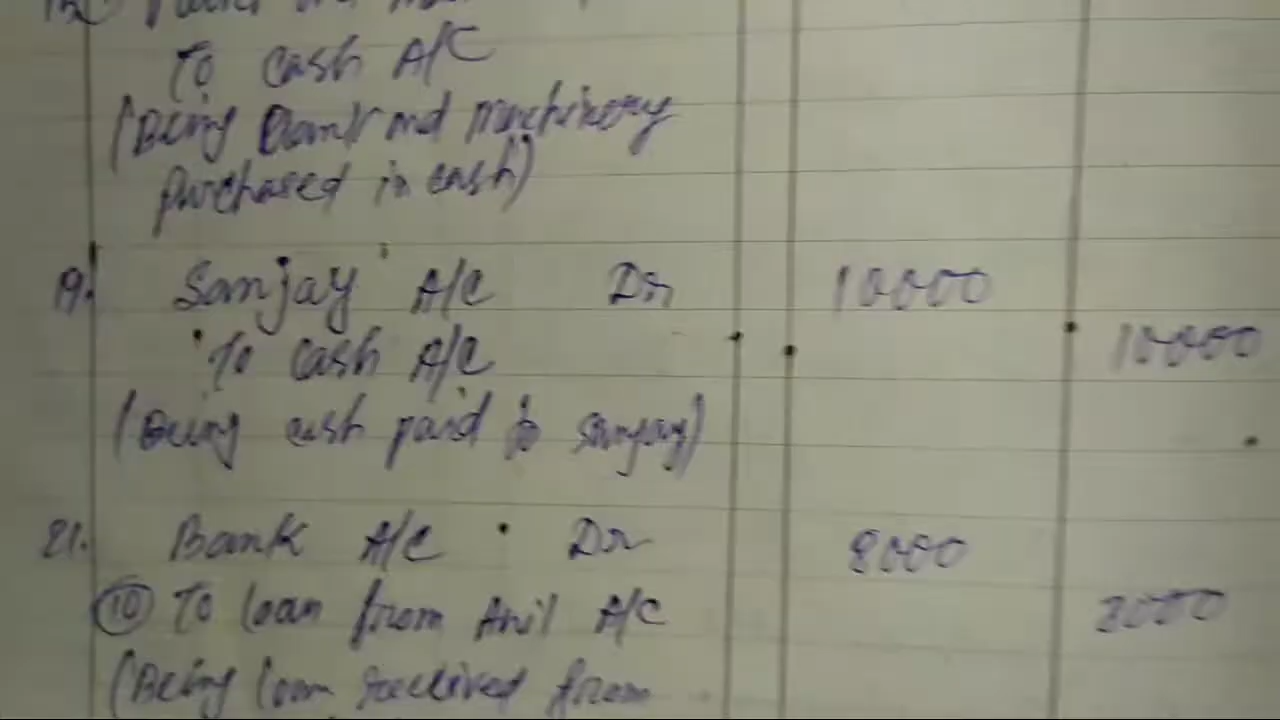 To cash A/C
(Being Plant and machinery
purchased in cash)
19. Sanjay A/C Dr 10000
To cash A/C 10000
(Being cash paid to sanjay)
21. Bank A/C Dr 8000
(10) To loan from Anil A/C 8000
(Being loan received from